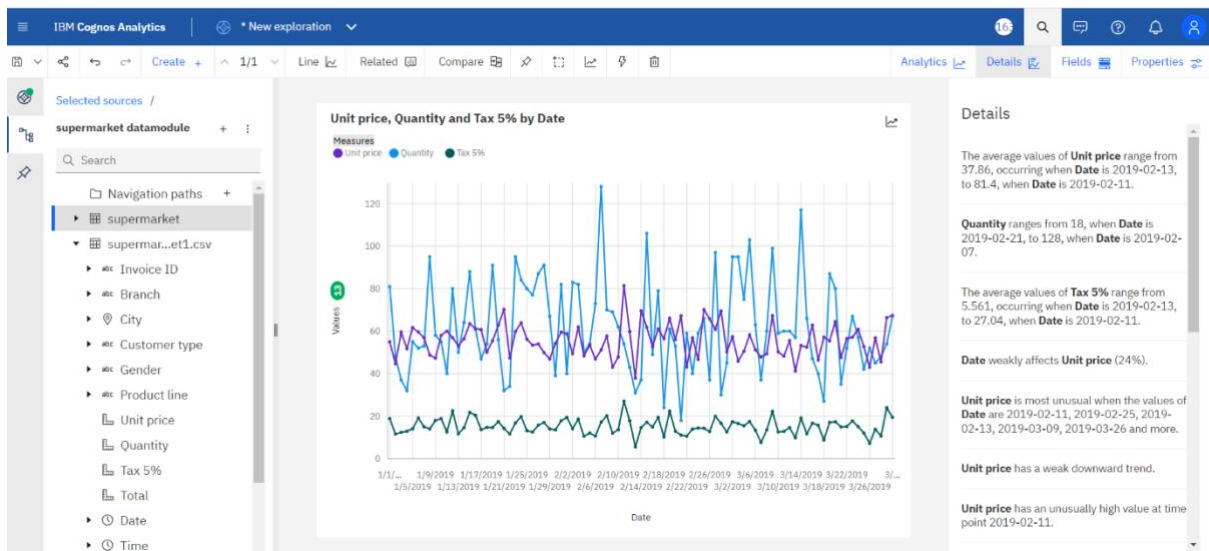 IBM Cognos Analytics
* New exploration
16
Create +
1/1
Line
Related
Compare
Analytics
Details
Fields
Properties
Selected sources /
supermarket datamodule
Search
Navigation paths
supermarket
supermar...et1.csv
abc Invoice ID
abc Branch
City
abc Customer type
abc Gender
abc Product line
Unit price
Quantity
Tax 5%
Total
Date
Time
Unit price, Quantity and Tax 5% by Date
Measures
Unit price Quantity Tax 5%
120
100
80
60
40
20
0
Values
1/1/... 1/9/2019 1/17/2019 1/25/2019 2/2/2019 2/10/2019 2/18/2019 2/26/2019 3/6/2019 3/14/2019 3/22/2019 3/...
1/5/2019 1/13/2019 1/21/2019 1/29/2019 2/6/2019 2/14/2019 2/22/2019 3/2/2019 3/10/2019 3/18/2019 3/26/2019
Date
Details
The average values of Unit price range from
37.86, occurring when Date is 2019-02-13,
to 81.4, when Date is 2019-02-11.
Quantity ranges from 18, when Date is
2019-02-21, to 128, when Date is 2019-02-
07.
The average values of Tax 5% range from
5.561, occurring when Date is 2019-02-13,
to 27.04, when Date is 2019-02-11.
Date weakly affects Unit price (24%).
Unit price is most unusual when the values of
Date are 2019-02-11, 2019-02-25, 2019-
02-13, 2019-03-09, 2019-03-26 and more.
Unit price has a weak downward trend.
Unit price has an unusually high value at time
point 2019-02-11.